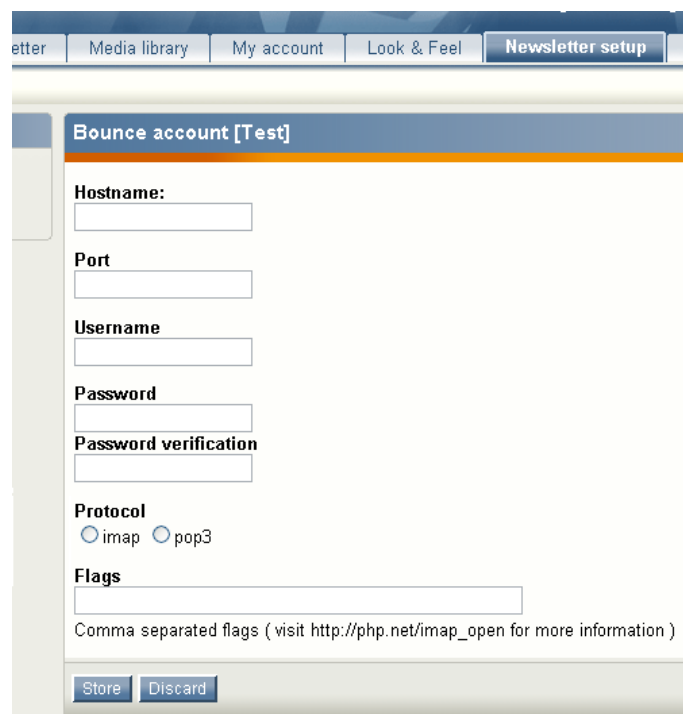 etter Media library My account Look & Feel Newsletter setup
Bounce account [Test]
Hostname:
Port
Username
Password
Password verification
Protocol
imap pop3
Flags
Comma separated flags ( visit http://php.net/imap_open for more information )
Store Discard